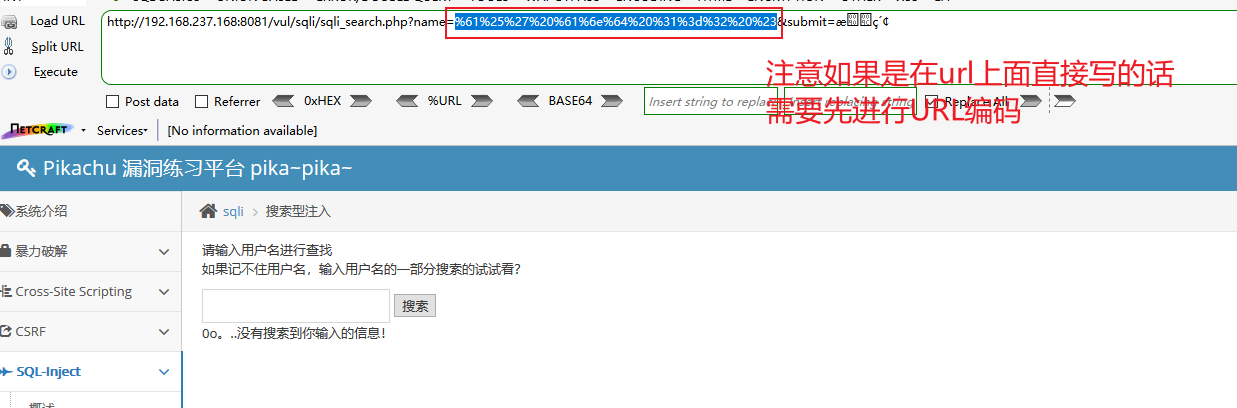 Load URL
http://192.168.237.168:8081/vul/sqli/sqli_search.php?name=%61%25%27%20%61%6e%64%20%31%3d%32%20%23&submit=æ
Split URL
Execute
注意如果是在url上面直接写的话
需要先进行URL编码
Post data Referrer 0xHEX %URL BASE64 Insert string to replace Insert replacing string Replace All
NETCRAFT Services [No information available]
Pikachu 漏洞练习平台 pika~pika~
系统介绍
sqli > 搜索型注入
暴力破解
请输入用户名进行查找
如果记不住用户名，输入用户名的一部分搜索的试试看？
Cross-Site Scripting
搜索
CSRF
0o。..没有搜索到你输入的信息！
SQL-Inject
概述